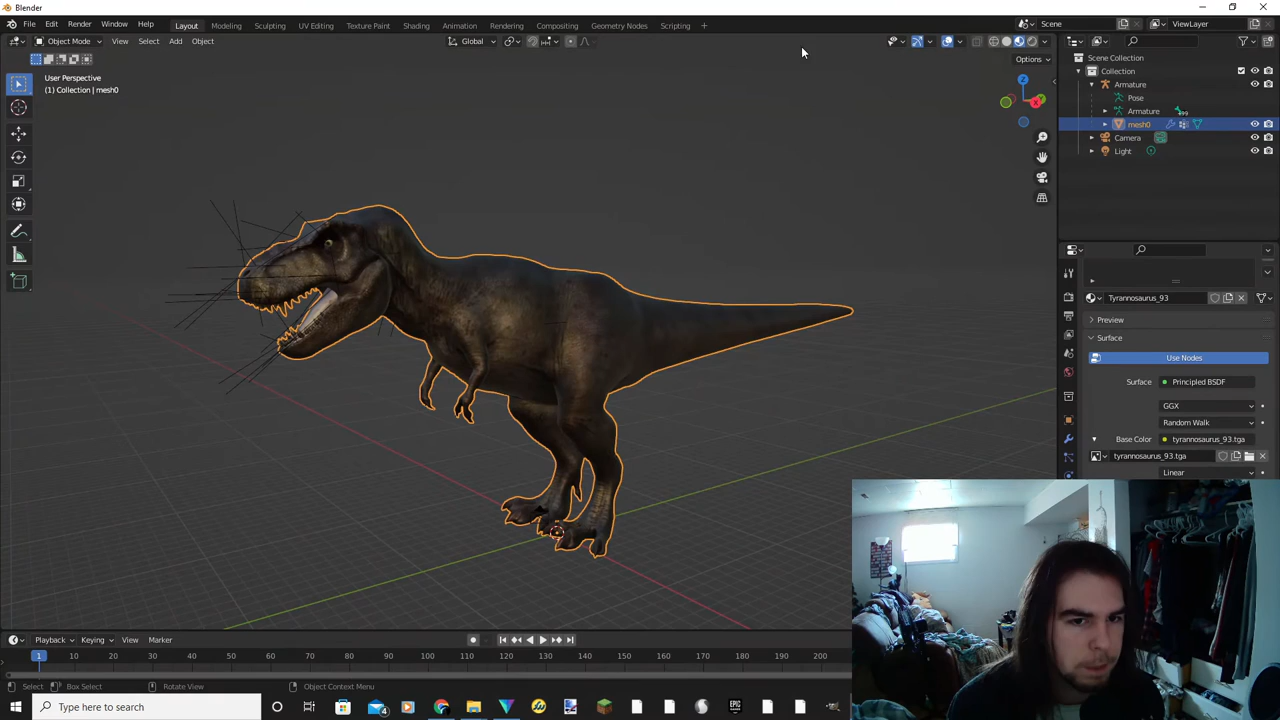 Blender
File Edit Render Window Help
Layout Modeling Sculpting UV Editing Texture Paint Shading Animation Rendering Compositing Geometry Nodes Scripting +
Scene
ViewLayer
Object Mode View Select Add Object
Global
Options
User Perspective
(1) Collection | mesh0
Z
X
Y
Scene Collection
Collection
Armature
Pose
Armature
mesh0
Camera
Light
Tyrannosaurus_93
Preview
Surface
Use Nodes
Surface Principled BSDF
GGX
Random Walk
Base Color tyrannosaurus_93.tga
tyrannosaurus_93.tga
Linear
Playback Keying View Marker
1 10 20 30 40 50 60 70 80 90 100 110 120 130 140 150 160 170 180 190 200
Select Box Select Rotate View Object Context Menu
Type here to search
EPIC